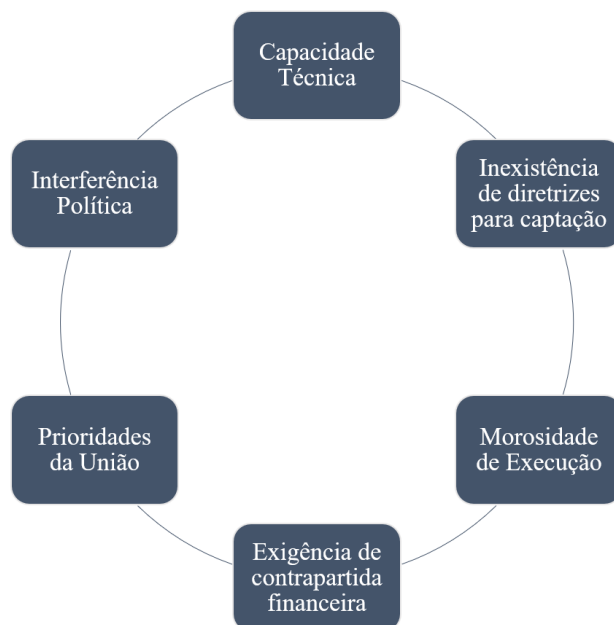 Capacidade
Técnica
Inexistência
de diretrizes
para captação
Morosidade
de Execução
Exigência de
contrapartida
financeira
Prioridades
da União
Interferência
Política